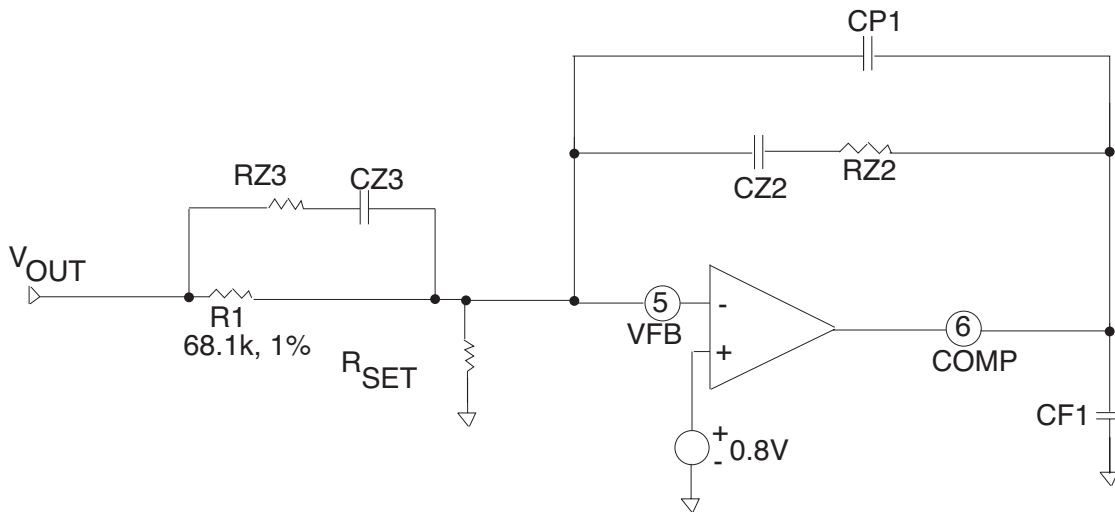 CP1
CZ2
RZ2
RZ3
CZ3
VOUT
R1
68.1k, 1%
RSET
5
VFB
-
+
6
COMP
+
-
0.8V
CF1